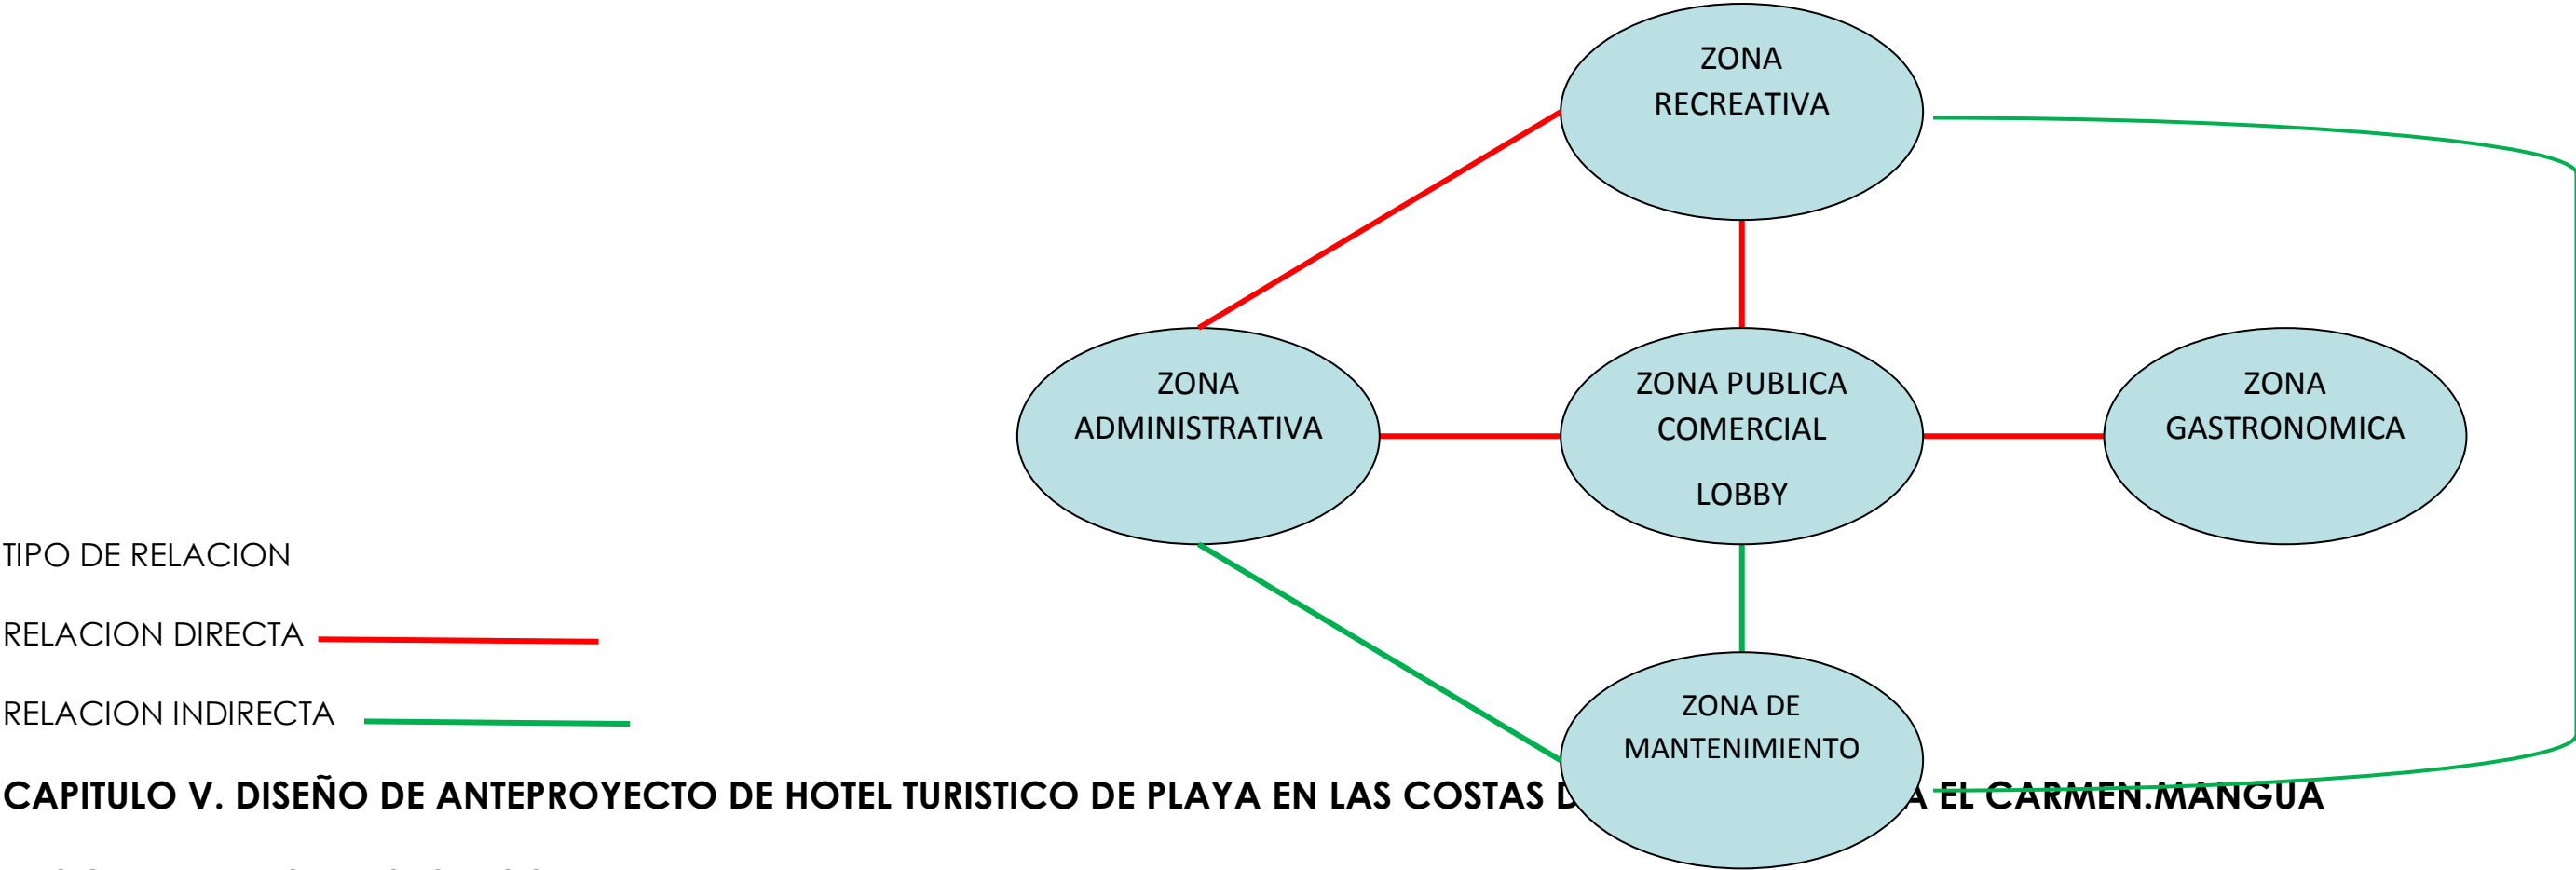 ZONA
RECREATIVA
ZONA
ADMINISTRATIVA
ZONA PUBLICA
COMERCIAL
LOBBY
ZONA
GASTRONOMICA
TIPO DE RELACION
RELACION DIRECTA
RELACION INDIRECTA
ZONA DE
MANTENIMIENTO
CAPITULO V. DISEÑO DE ANTEPROYECTO DE HOTEL TURISTICO DE PLAYA EN LAS COSTAS EL CARMEN.MANGUA